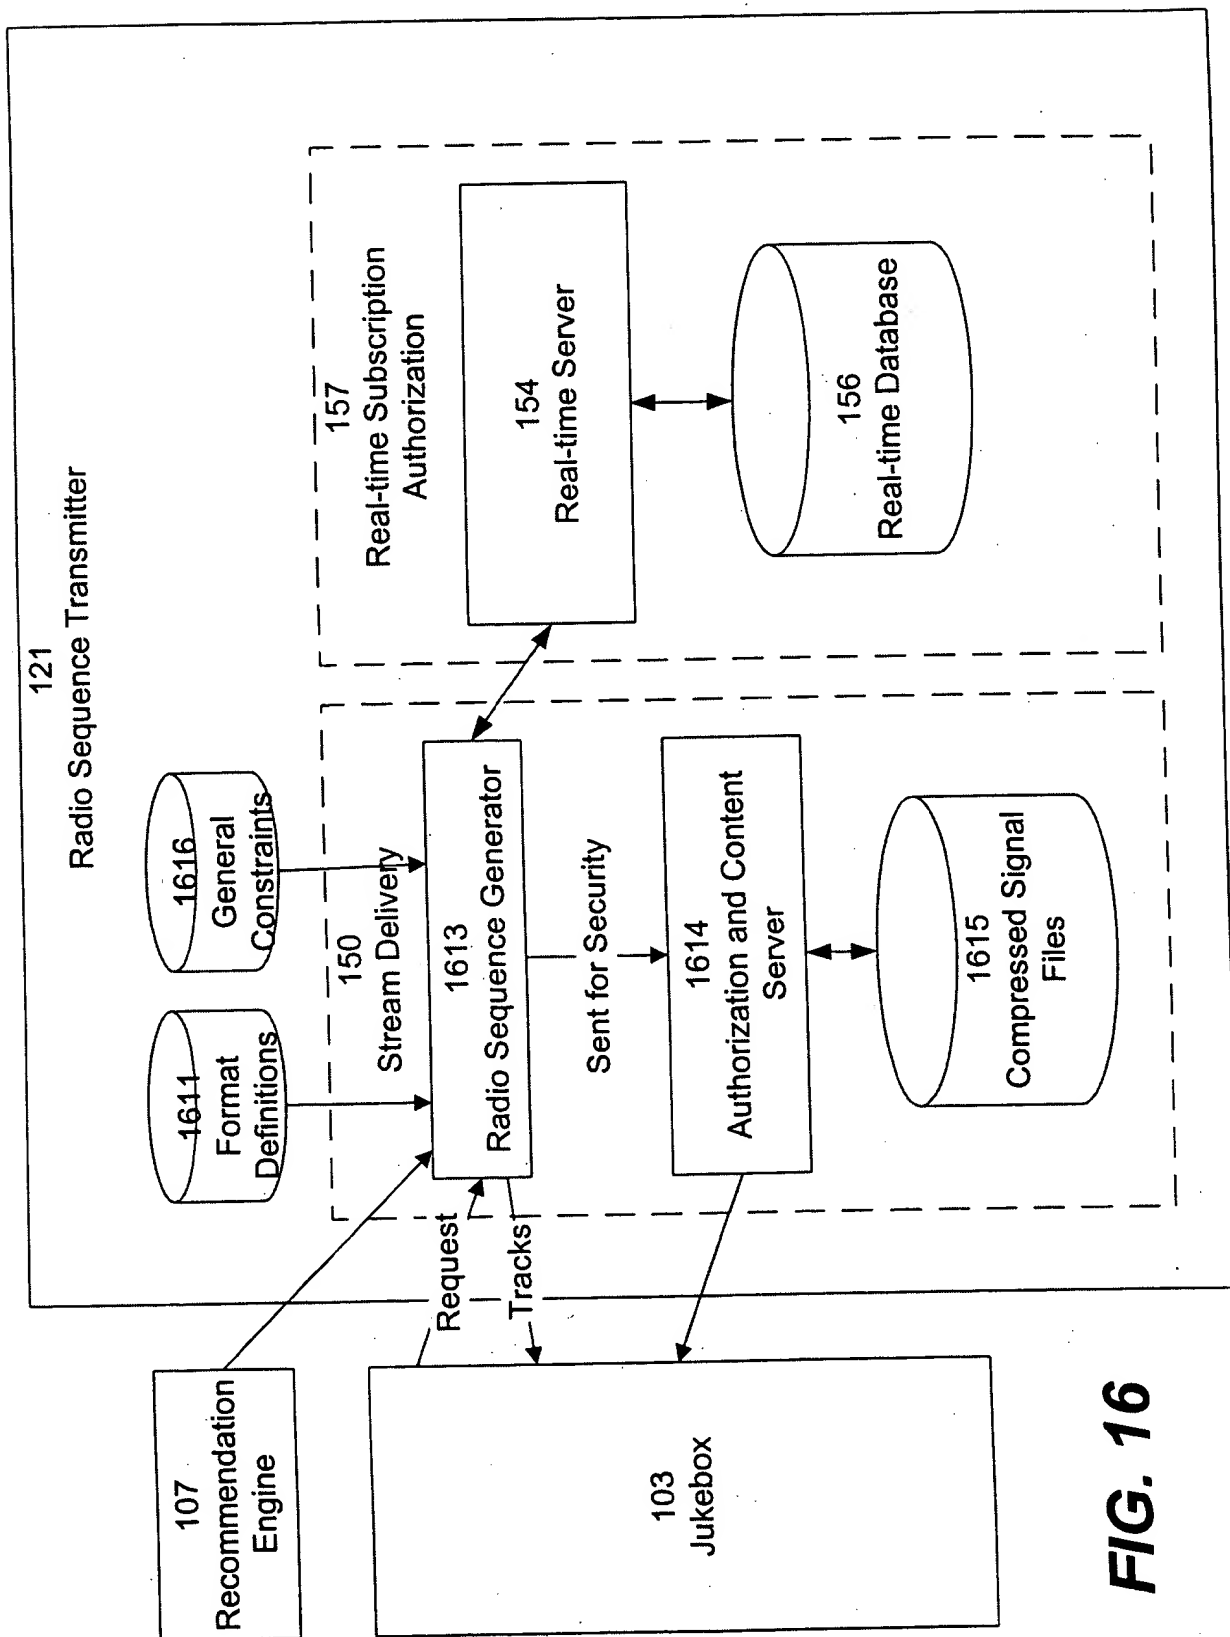 121
Radio Sequence Transmitter
107
Recommendation
Engine
1611
Format
Definitions
1616
General
Constraints
150
Stream Delivery
157
Real-time Subscription
Authorization
Request
Tracks
1613
Radio Sequence Generator
154
Real-time Server
Sent for Security
103
Jukebox
1614
Authorization and Content
Server
156
Real-time Database
1615
Compressed Signal
Files
FIG. 16